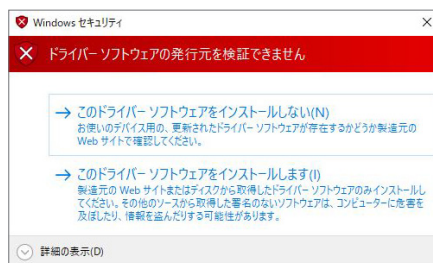 Windows セキュリティ
ドライバー ソフトウェアの発行元を検証できません
→ このドライバー ソフトウェアをインストールしない(N)
お使いのデバイス用の、更新されたドライバー ソフトウェアが存在するかどうか製造元の
Web サイトで確認してください。
→ このドライバー ソフトウェアをインストールします(I)
製造元の Web サイトまたはディスクから取得したドライバー ソフトウェアのみインストールし
てください。その他のソースから取得した署名のないソフトウェアは、コンピューターに危害を
及ぼしたり、情報を盗んだりする可能性があります。
詳細の表示(D)